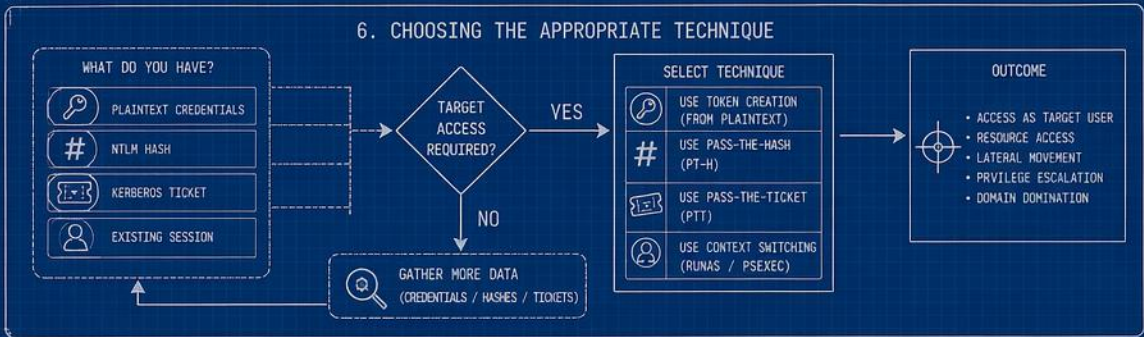 6. CHOOSING THE APPROPRIATE TECHNIQUE
WHAT DO YOU HAVE?
PLAINTEXT CREDENTIALS
#
NTLM HASH
KERBEROS TICKET
EXISTING SESSION
TARGET
ACCESS
REQUIRED?
YES
NO
GATHER MORE DATA
(CREDENTIALS / HASHES / TICKETS)
SELECT TECHNIQUE
USE TOKEN CREATION
(FROM PLAINTEXT)
#
USE PASS-THE-HASH
(PT-H)
USE PASS-THE-TICKET
(PTT)
USE CONTEXT SWITCHING
(RUNAS / PSEXEC)
OUTCOME
• ACCESS AS TARGET USER
• RESOURCE ACCESS
• LATERAL MOVEMENT
• PRVILEGE ESCALATION
• DOMAIN DOMINATION